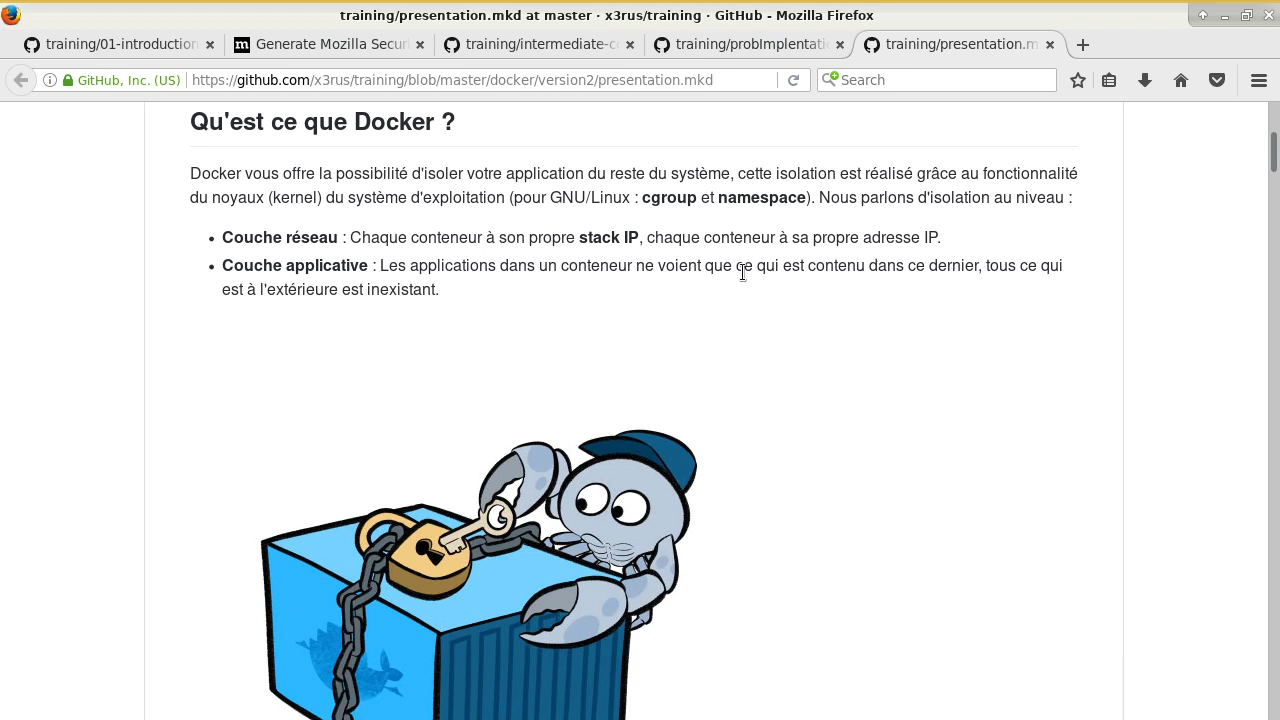 training/presentation.mkd at master · x3rus/training · GitHub - Mozilla Firefox
training/01-introduction
Generate Mozilla Secur
training/intermediate-c
training/probImplentati
training/presentation.m
GitHub, Inc. (US)
https://github.com/x3rus/training/blob/master/docker/version2/presentation.mkd
Search
Qu'est ce que Docker ?
Docker vous offre la possibilité d'isoler votre application du reste du système, cette isolation est réalisé grâce au fonctionnalité
du noyaux (kernel) du système d'exploitation (pour GNU/Linux : cgroup et namespace). Nous parlons d'isolation au niveau :
• Couche réseau : Chaque conteneur à son propre stack IP, chaque conteneur à sa propre adresse IP.
• Couche applicative : Les applications dans un conteneur ne voient que ce qui est contenu dans ce dernier, tous ce qui
est à l'extérieure est inexistant.